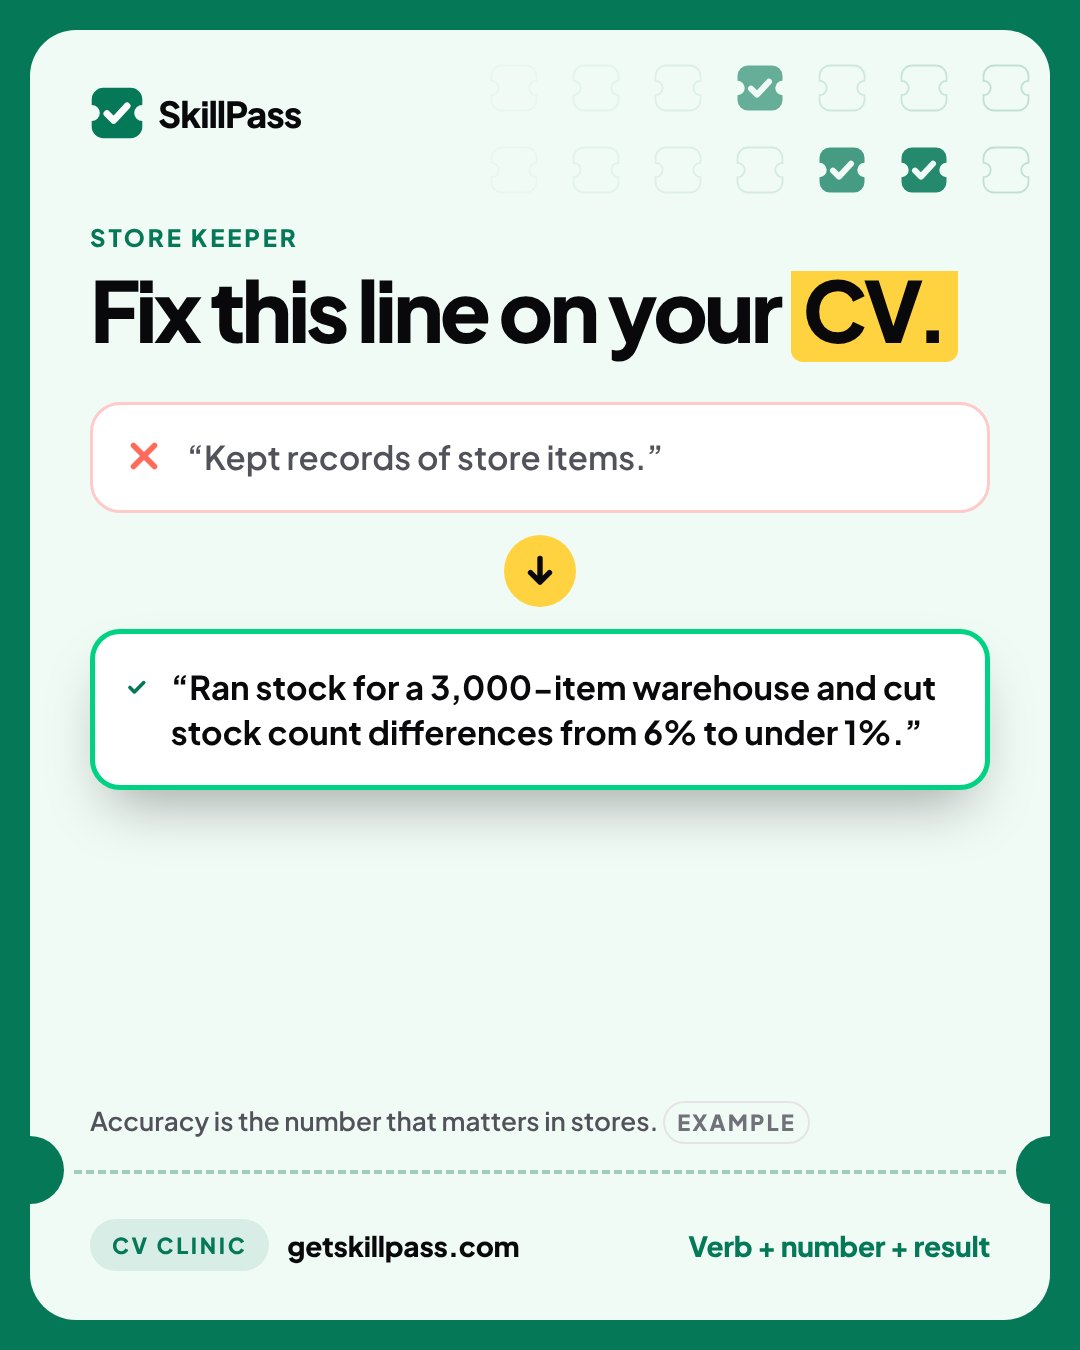 SkillPass
STORE KEEPER
Fix this line on your CV.
“Kept records of store items.”
“Ran stock for a 3,000-item warehouse and cut
stock count differences from 6% to under 1%.”
Accuracy is the number that matters in stores. EXAMPLE
CV CLINIC getskillpass.com Verb + number + result